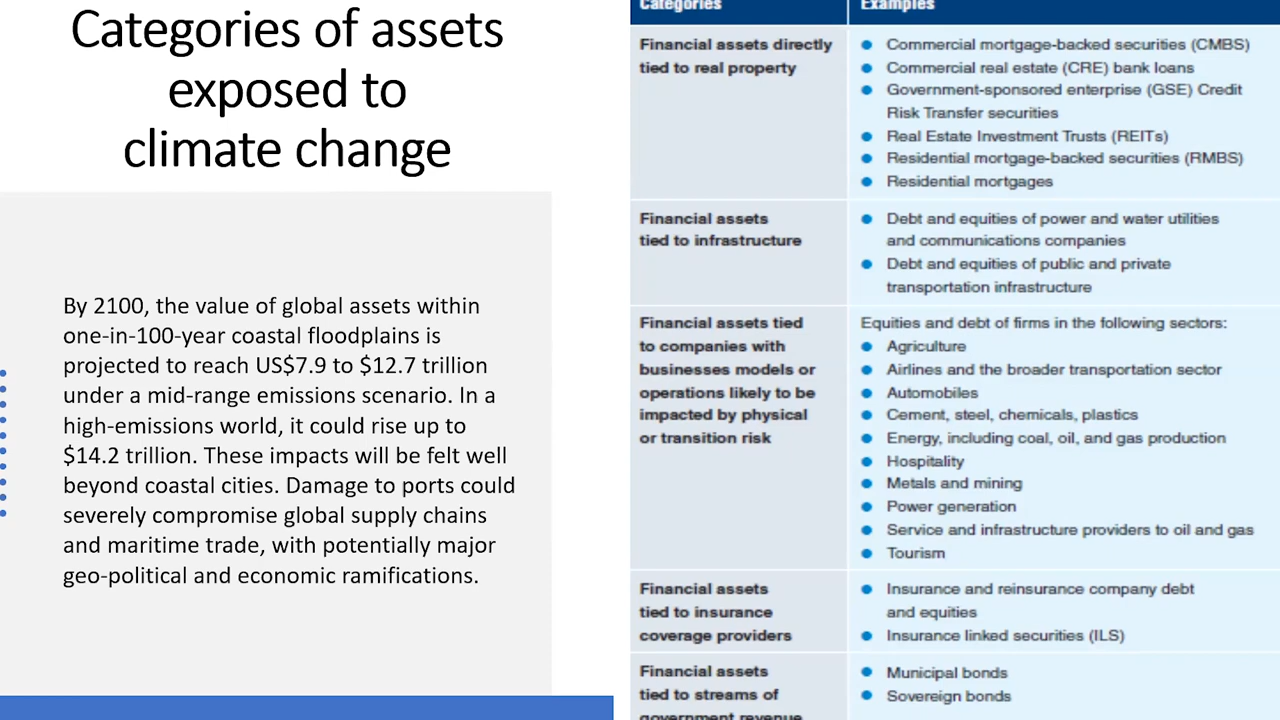 Categories of assets
exposed to
climate change
By 2100, the value of global assets within
one-in-100-year coastal floodplains is
projected to reach US$7.9 to $12.7 trillion
under a mid-range emissions scenario. In a
high-emissions world, it could rise up to
$14.2 trillion. These impacts will be felt well
beyond coastal cities. Damage to ports could
severely compromise global supply chains
and maritime trade, with potentially major
geo-political and economic ramifications.
Categories
Examples
Financial assets directly
tied to real property
Commercial mortgage-backed securities (CMBS)
Commercial real estate (CRE) bank loans
Government-sponsored enterprise (GSE) Credit
Risk Transfer securities
Real Estate Investment Trusts (REITs)
Residential mortgage-backed securities (RMBS)
Residential mortgages
Financial assets
tied to infrastructure
Debt and equities of power and water utilities
and communications companies
Debt and equities of public and private
transportation infrastructure
Financial assets tied
to companies with
businesses models or
operations likely to be
impacted by physical
or transition risk
Equities and debt of firms in the following sectors:
Agriculture
Airlines and the broader transportation sector
Automobiles
Cement, steel, chemicals, plastics
Energy, including coal, oil, and gas production
Hospitality
Metals and mining
Power generation
Service and infrastructure providers to oil and gas
Tourism
Financial assets
tied to insurance
coverage providers
Insurance and reinsurance company debt
and equities
Insurance linked securities (ILS)
Financial assets
tied to streams of
government revenue
Municipal bonds
Sovereign bonds